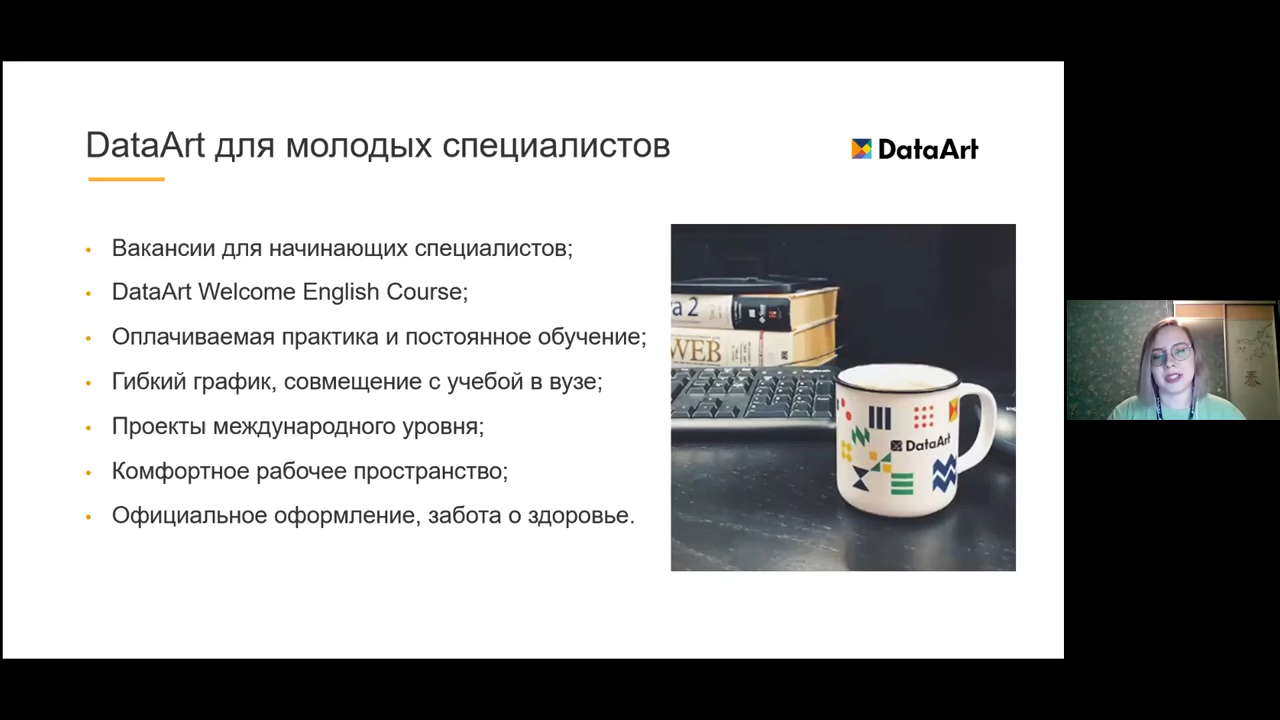 DataArt для молодых специалистов
DataArt
Вакансии для начинающих специалистов;
DataArt Welcome English Course;
Оплачиваемая практика и постоянное обучение;
Гибкий график, совмещение с учебой в вузе;
Проекты международного уровня;
Комфортное рабочее пространство;
Официальное оформление, забота о здоровье.
a 2
WEB
DataArt